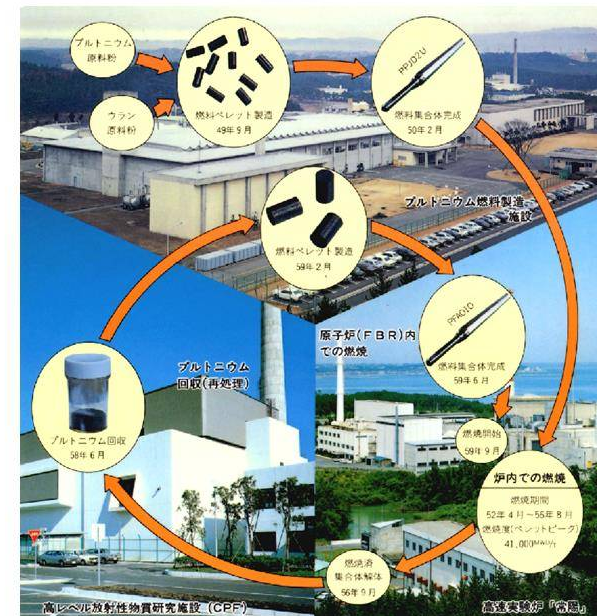 プルトニウム
原料粉
ウラン
原料粉
燃料ペレット製造
49年9月
PPJD2U
燃料集合体完成
50年2月
プルトニウム燃料製造
施設
燃料ペレット製造
59年2月
原子炉(FBR)内
での燃焼
PFA010
燃料集合体完成
59年6月
燃焼開始
59年9月
プルトニウム
回収(再処理)
プルトニウム回収
58年6月
炉内での燃焼
燃焼期間
52年4月～55年8月
燃焼度(ペレットピーク)
41,000MWD/t
燃焼済
集合体解体
56年9月
高レベル放射性物質研究施設(CPF)
高速実験炉「常陽」